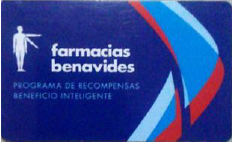 farmacias
benavides
PROGRAMA DE RECOMPENSAS
BENEFICIO INTELIGENTE